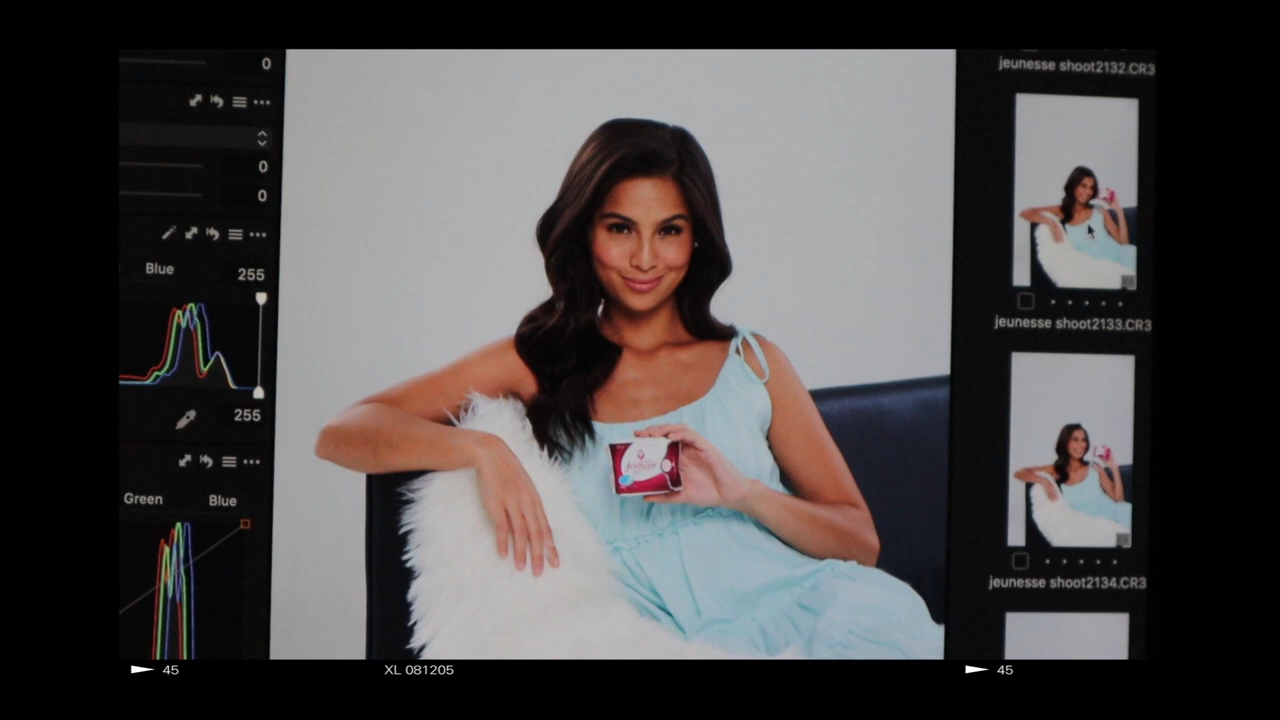 0
0
0
Blue 255
255
Green Blue
jeunesse shoot2132.CR3
jeunesse shoot2133.CR3
jeunesse shoot2134.CR3
Jeunesse
45
XL 081205
45